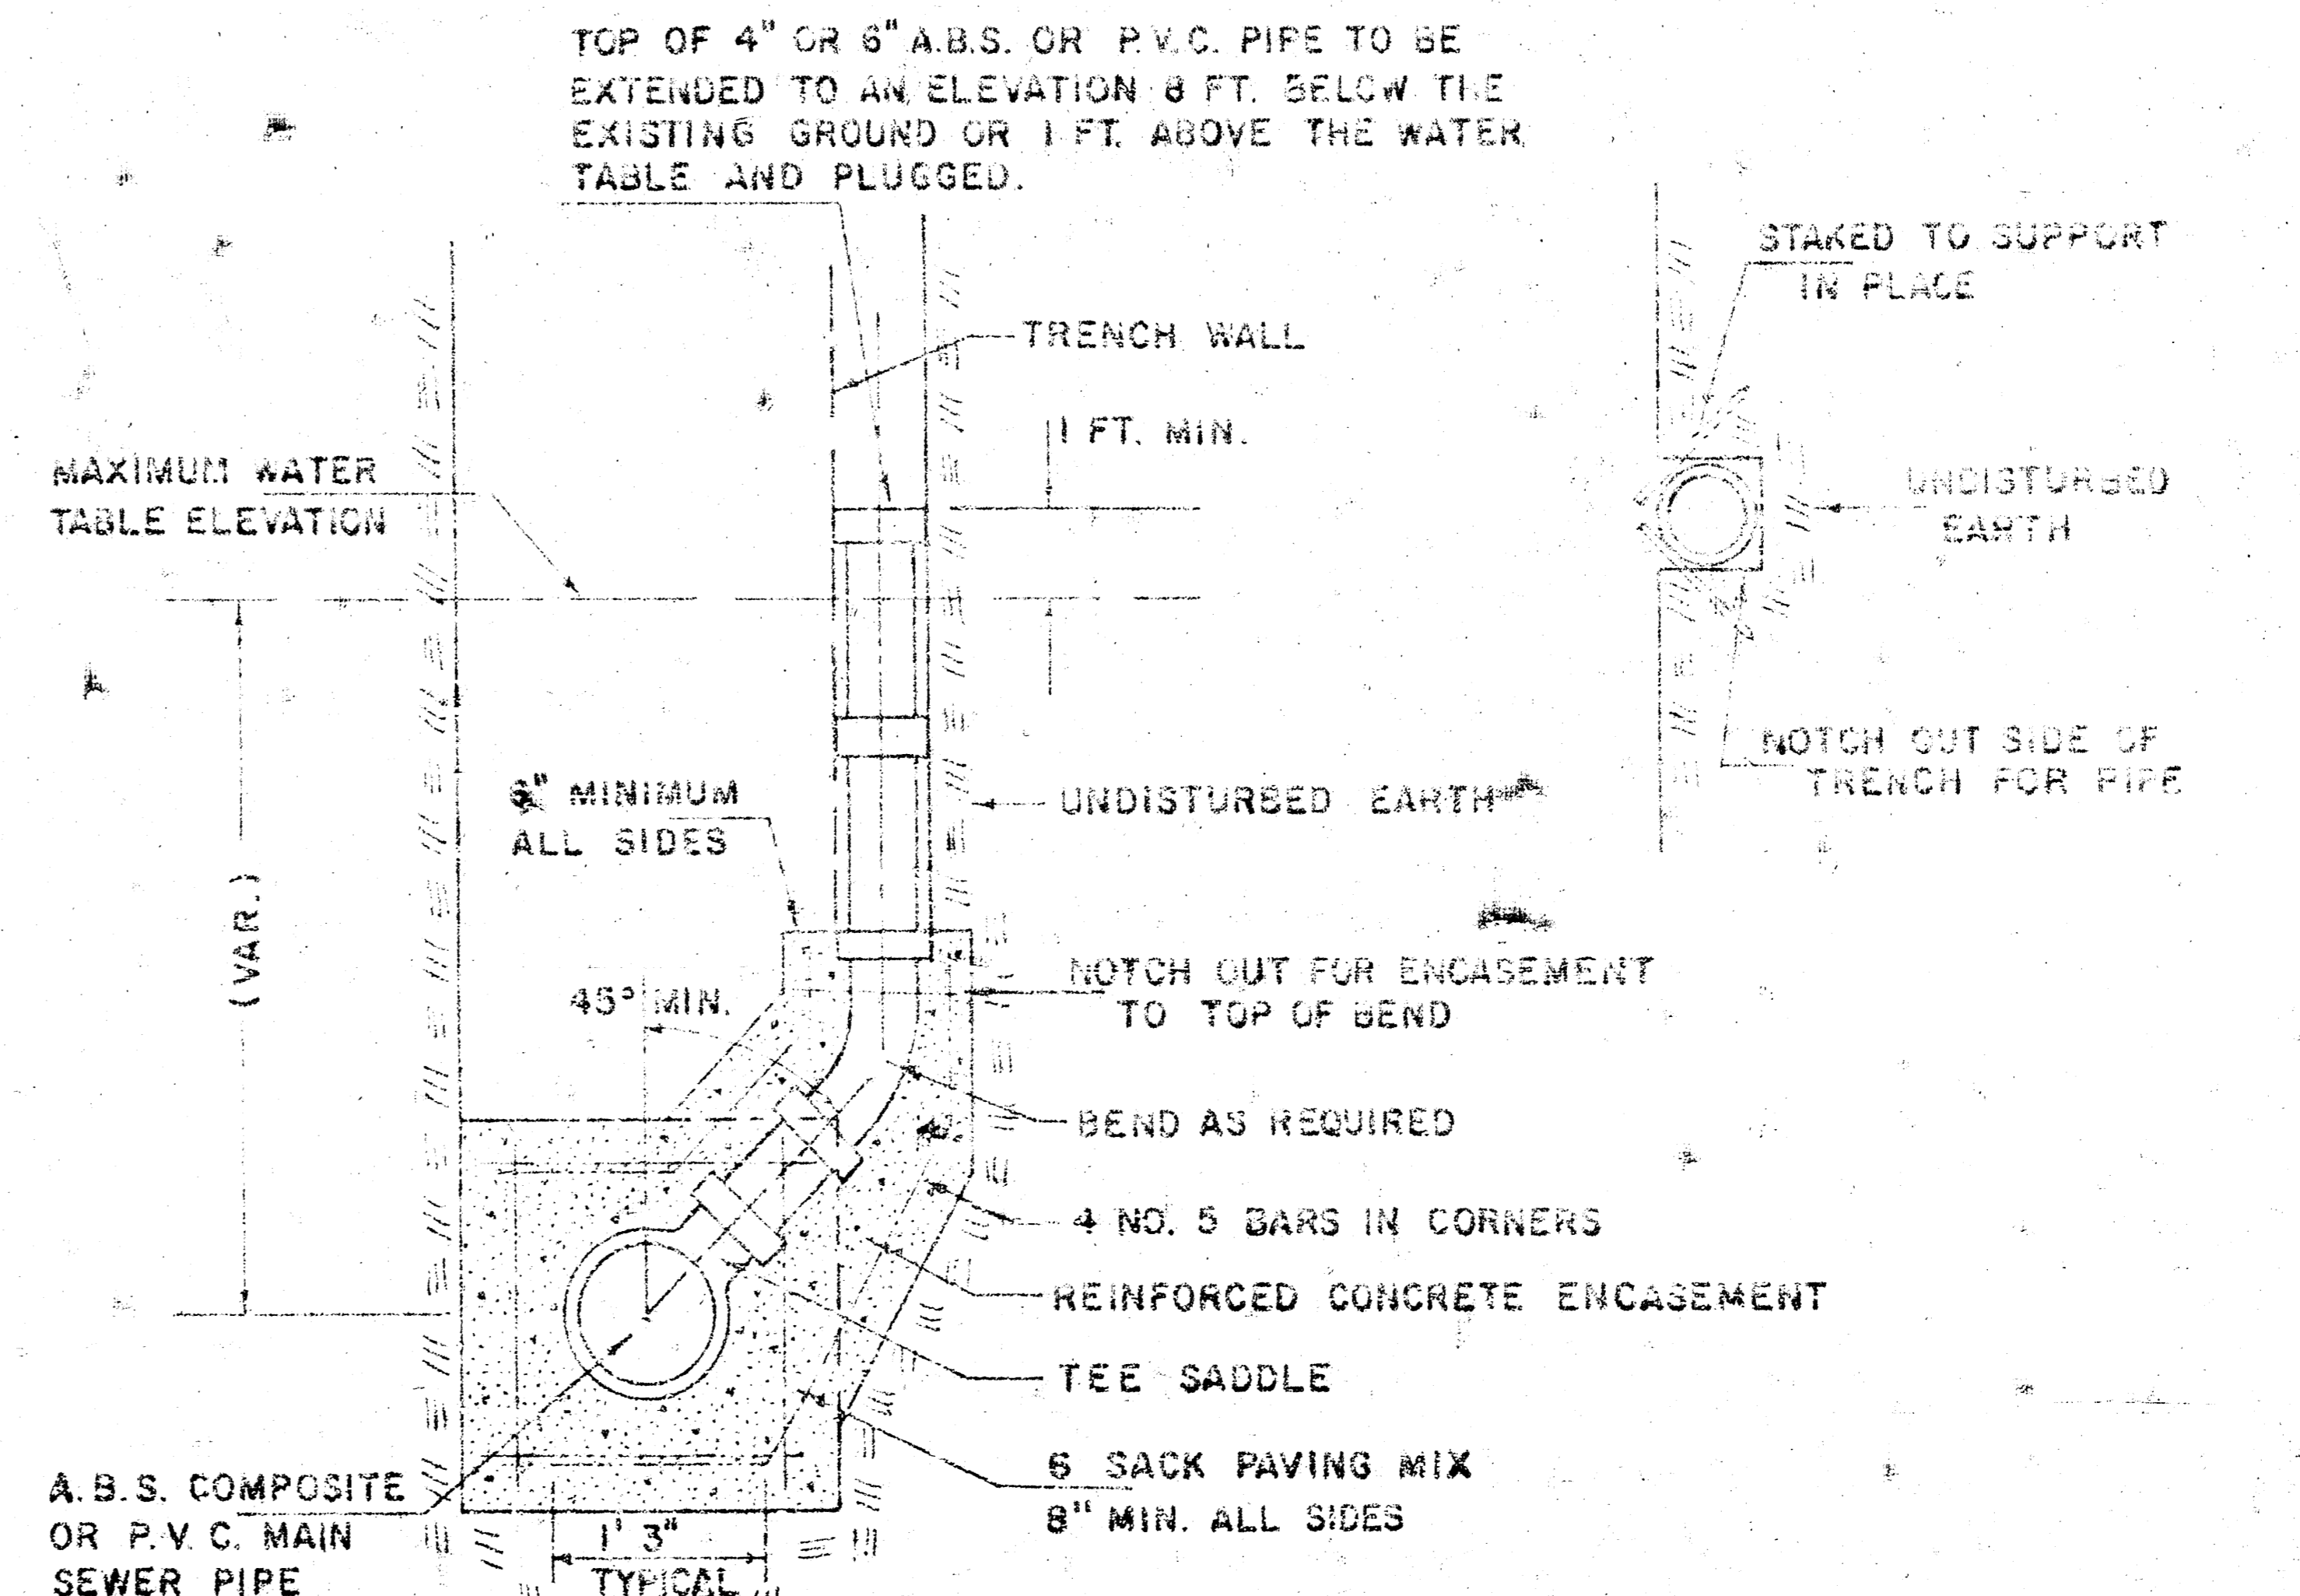 TOP OF 4" OR 6" A.B.S. OR P.V.C. PIPE TO BE
EXTENDED TO AN ELEVATION 8 FT. BELOW THE
EXISTING GROUND OR 1 FT. ABOVE THE WATER
TABLE AND PLUGGED.
STAKED TO SUPPORT
IN PLACE
TRENCH WALL
1 FT. MIN.
MAXIMUM WATER
TABLE ELEVATION
UNDISTURBED
EARTH
NOTCH OUT SIDE OF
TRENCH FOR PIPE
6" MINIMUM
ALL SIDES
UNDISTURBED EARTH
(VAR.)
45° MIN.
NOTCH OUT FOR ENCASEMENT
TO TOP OF BEND
BEND AS REQUIRED
4 NO. 5 BARS IN CORNERS
REINFORCED CONCRETE ENCASEMENT
TEE SADDLE
6 SACK PAVING MIX
8" MIN. ALL SIDES
A.B.S. COMPOSITE
OR P.V.C. MAIN
SEWER PIPE
1' 3"
TYPICAL